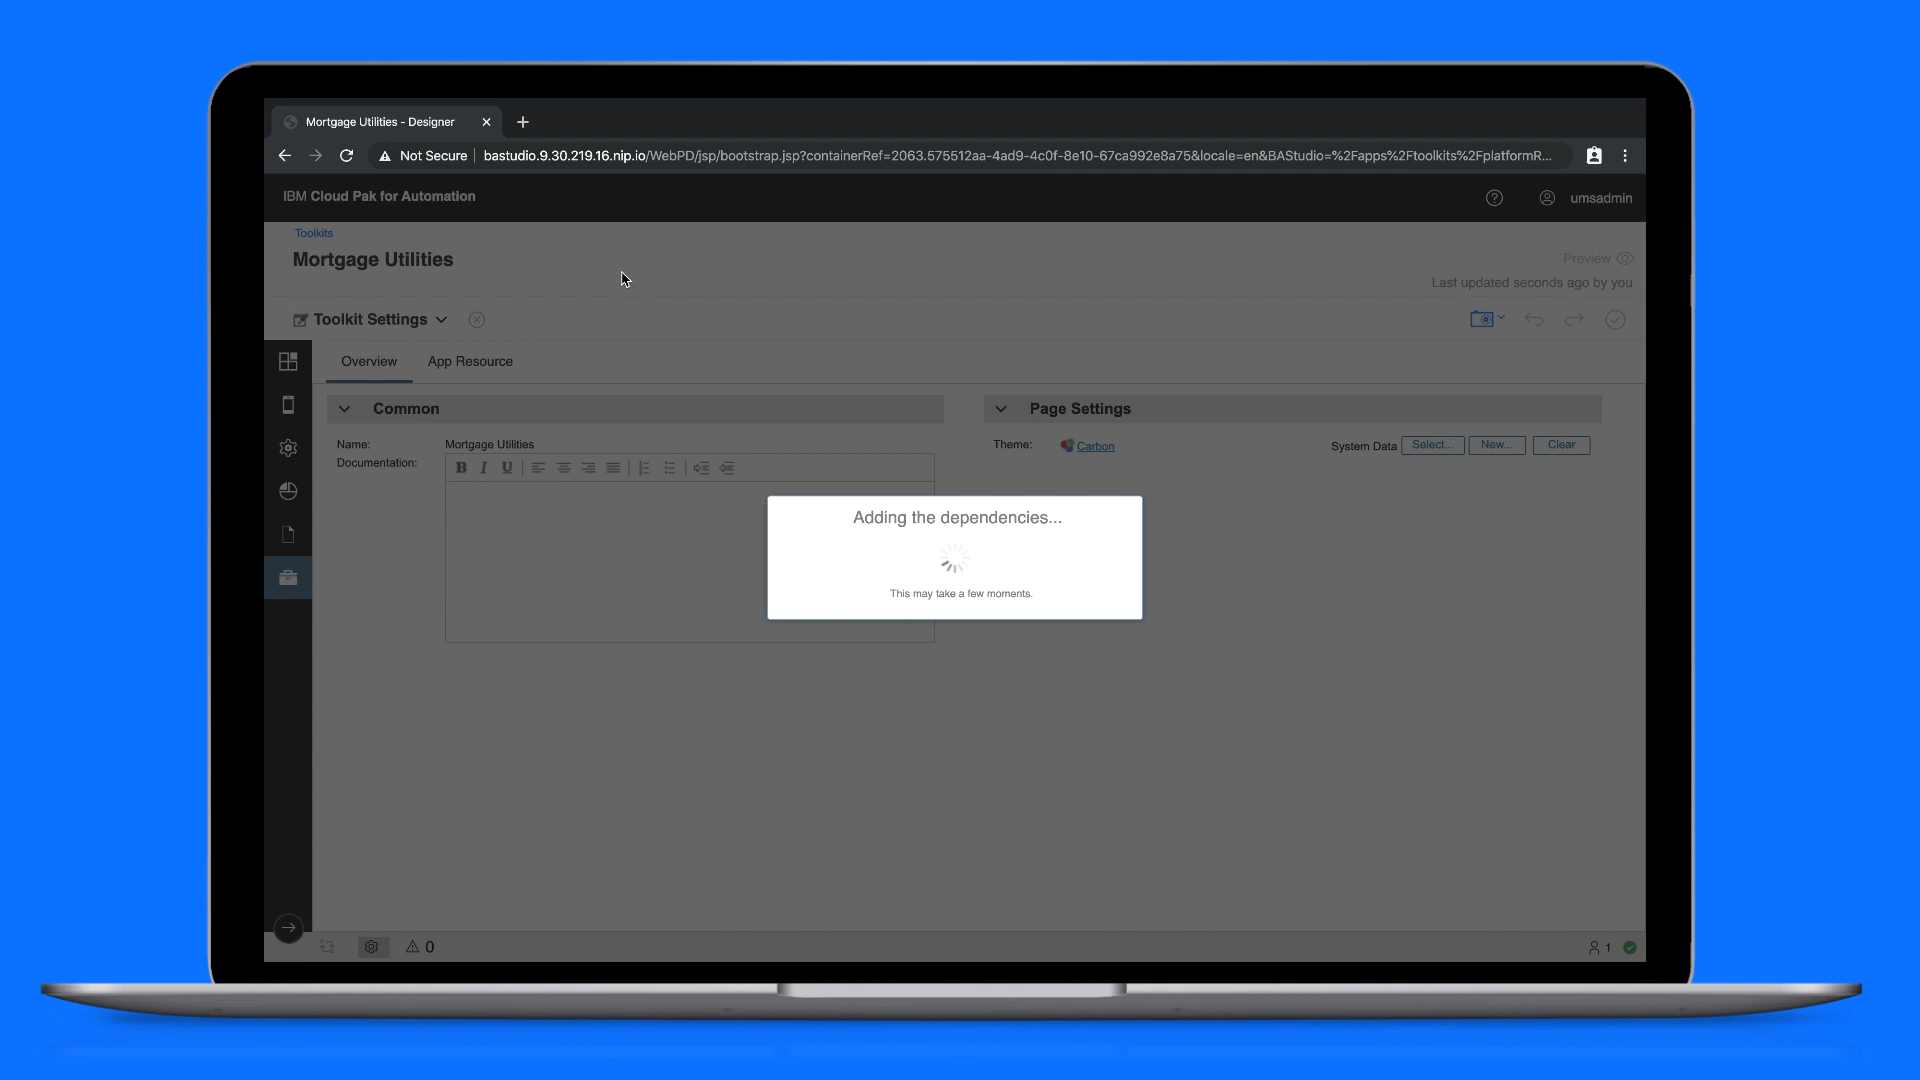 Mortgage Utilities - Designer
Not Secure bastudio.9.30.219.16.nip.io/WebPD/jsp/bootstrap.jsp?containerRef=2063.575512aa-4ad9-4c0f-8e10-67ca992e8a75&locale=en&BAStudio=%2Fapps%2Ftoolkits%2FplatformR...
IBM Cloud Pak for Automation
umsadmin
Toolkits
Mortgage Utilities
Preview
Last updated seconds ago by you
Toolkit Settings
Overview App Resource
Common
Page Settings
Name: Mortgage Utilities
Documentation:
B I U
Theme: Carbon System Data Select... New... Clear
Adding the dependencies...
This may take a few moments.
0
1